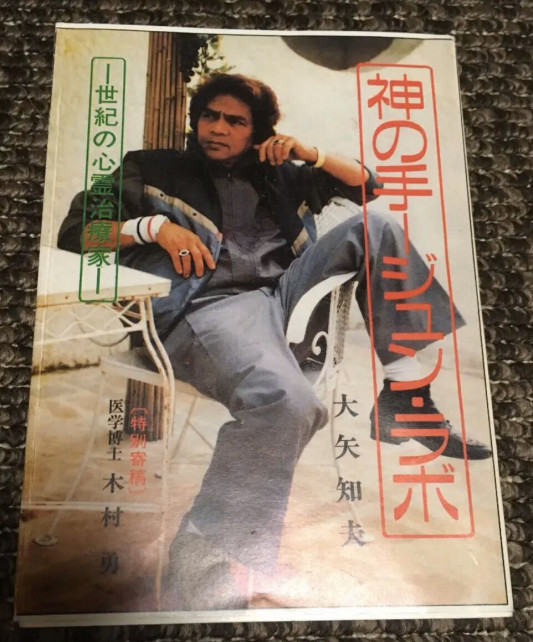 神の手ージュン・ラボ
ー世紀の心霊治療家ー
大矢知夫
〔特別寄稿〕
医学博士 木村 勇